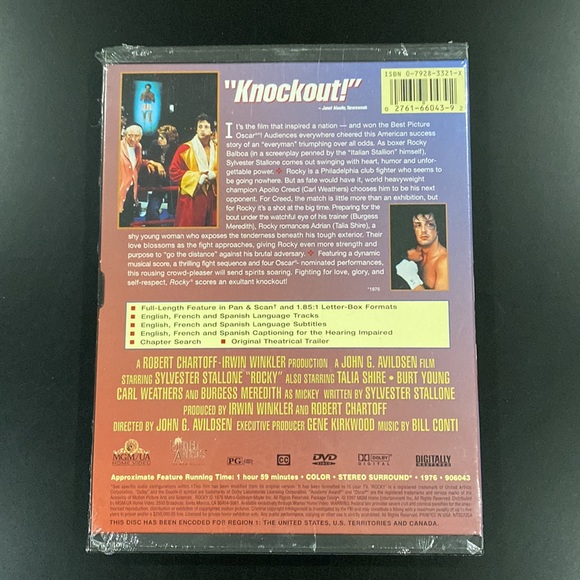 "Knockout!"
– Janet Maslin, Newsweek
ISBN 0-7928-3321-X
0 27616 66043 9 2
It's the film that inspired a nation — and won the Best Picture
Oscar®! Audiences everywhere cheered this American success
story of an "everyman" triumphing over all odds. As boxer Rocky
Balboa (in a screenplay penned by the "Italian Stallion" himself),
Sylvester Stallone comes out swinging with heart, humor and unfor-
gettable power. Rocky is a Philadelphia club fighter who seems to
be going nowhere. But as fate would have it, world heavyweight
champion Apollo Creed (Carl Weathers) chooses him to be his next
opponent. For Creed, the match is little more than an exhibition, but
for Rocky it's a shot at the big time. Preparing for the
bout under the watchful eye of his trainer (Burgess
Meredith), Rocky romances Adrian (Talia Shire), a
shy young woman who exposes the tenderness beneath his tough exterior. Their
love blossoms as the fight approaches, giving Rocky even more strength and
purpose to "go the distance" against his brutal adversary. Featuring a dynamic
musical score, a thrilling fight sequence and four Oscar®- nominated performances,
this rousing crowd-pleaser will send spirits soaring. Fighting for love, glory, and
self-respect, Rocky scores an exultant knockout!
*1976
Full-Length Feature in Pan & Scan† and 1.85:1 Letter-Box Formats
English, French and Spanish Language Tracks
English, French and Spanish Language Subtitles
English, French and Spanish Captioning for the Hearing Impaired
Chapter Search Original Theatrical Trailer
A ROBERT CHARTOFF-IRWIN WINKLER PRODUCTION A JOHN G. AVILDSEN FILM
STARRING SYLVESTER STALLONE "ROCKY" ALSO STARRING TALIA SHIRE • BURT YOUNG
CARL WEATHERS AND BURGESS MEREDITH AS MICKEY WRITTEN BY SYLVESTER STALLONE
PRODUCED BY IRWIN WINKLER AND ROBERT CHARTOFF
DIRECTED BY JOHN G. AVILDSEN EXECUTIVE PRODUCER GENE KIRKWOOD MUSIC BY BILL CONTI
MGM/UA
HOME VIDEO
PG CC DVD VIDEO DOLBY DIGITAL DIGITALLY
Approximate Feature Running Time: 1 hour 59 minutes • COLOR • STEREO SURROUND • 1976 • 906043
THIS DISC HAS BEEN ENCODED FOR REGION 1: THE UNITED STATES, U.S. TERRITORIES AND CANADA.